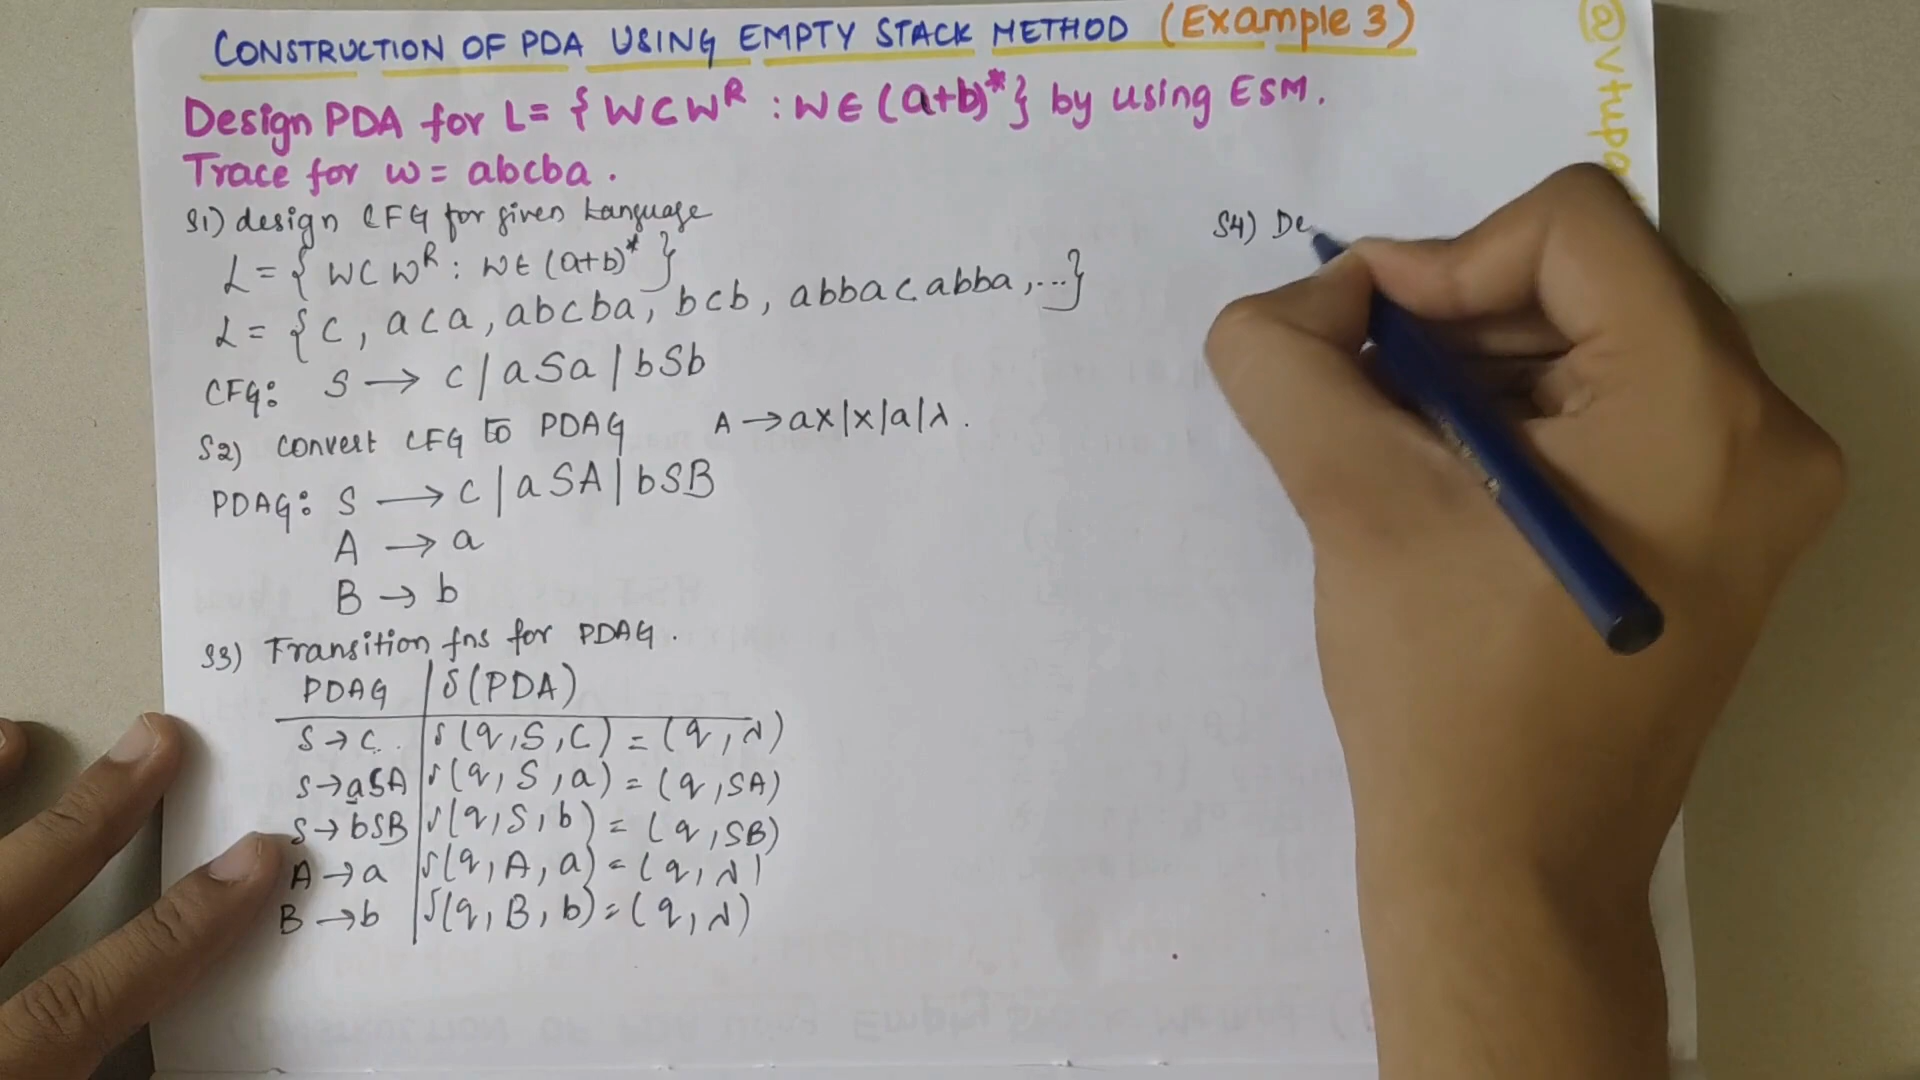 CONSTRUCTION OF PDA USING EMPTY STACK METHOD (Example 3)
Design PDA for L= {WCW^R : W∈(a+b)*} by using ESM.
Trace for w= abcba.
S1) design CFG for given Language
L = {WCW^R : W∈(a+b)*}
L = {c, aca, abcba, bcb, abbacabba,...}
CFG: S → c | aSa | bSb
S2) Convert CFG to PDAG A → ax|x|a|λ.
PDAG: S → c | aSA | bSB
A → a
B → b
S3) Transition fns for PDAG.
PDAG | δ(PDA)
S→c. | δ(q,S,C) = (q,λ)
S→aSA | δ(q,S,a) = (q,SA)
S→bSB | δ(q,S,b) = (q,SB)
A→a | δ(q,A,a) = (q,λ)
B→b | δ(q,B,b) = (q,λ)
S4) De